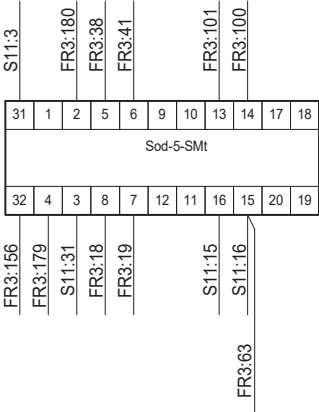 S11:3 FR3:180 FR3:38 FR3:41 FR3:101 FR3:100
31 1 2 5 6 9 10 13 14 17 18
Sod-5-SMt
32 4 3 8 7 12 11 16 15 20 19
FR3:156 FR3:179 S11:31 FR3:18 FR3:19 S11:15 S11:16
FR3:63